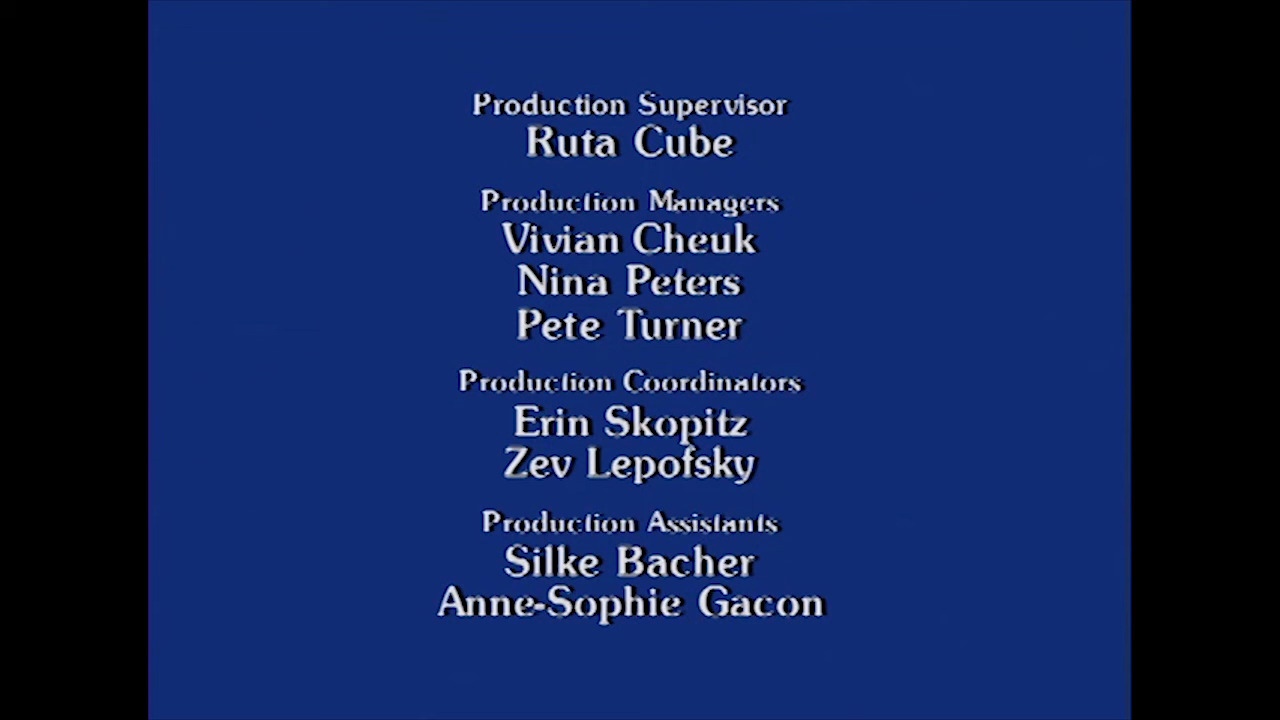 Production Supervisor
Ruta Cube
Production Managers
Vivian Cheuk
Nina Peters
Pete Turner
Production Coordinators
Erin Skopitz
Zev Lepofsky
Production Assistants
Silke Bacher
Anne-Sophie Gacon